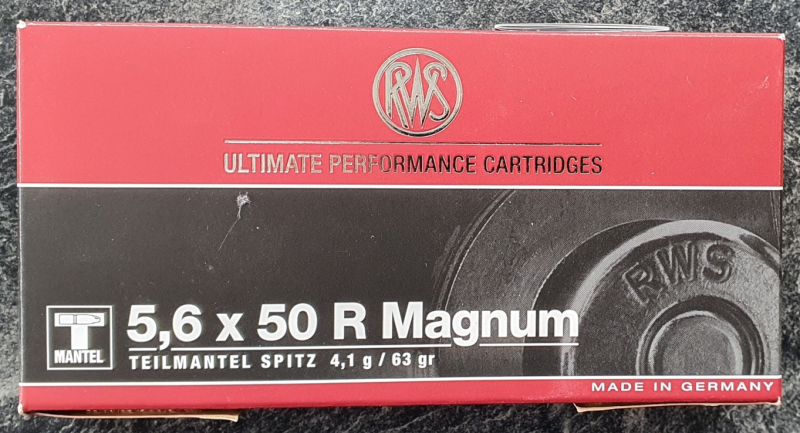 RWS
ULTIMATE PERFORMANCE CARTRIDGES
RWS
5,6 x 50 R Magnum
T
MANTEL
TEILMANTEL SPITZ 4,1 g / 63 gr
MADE IN GERMANY